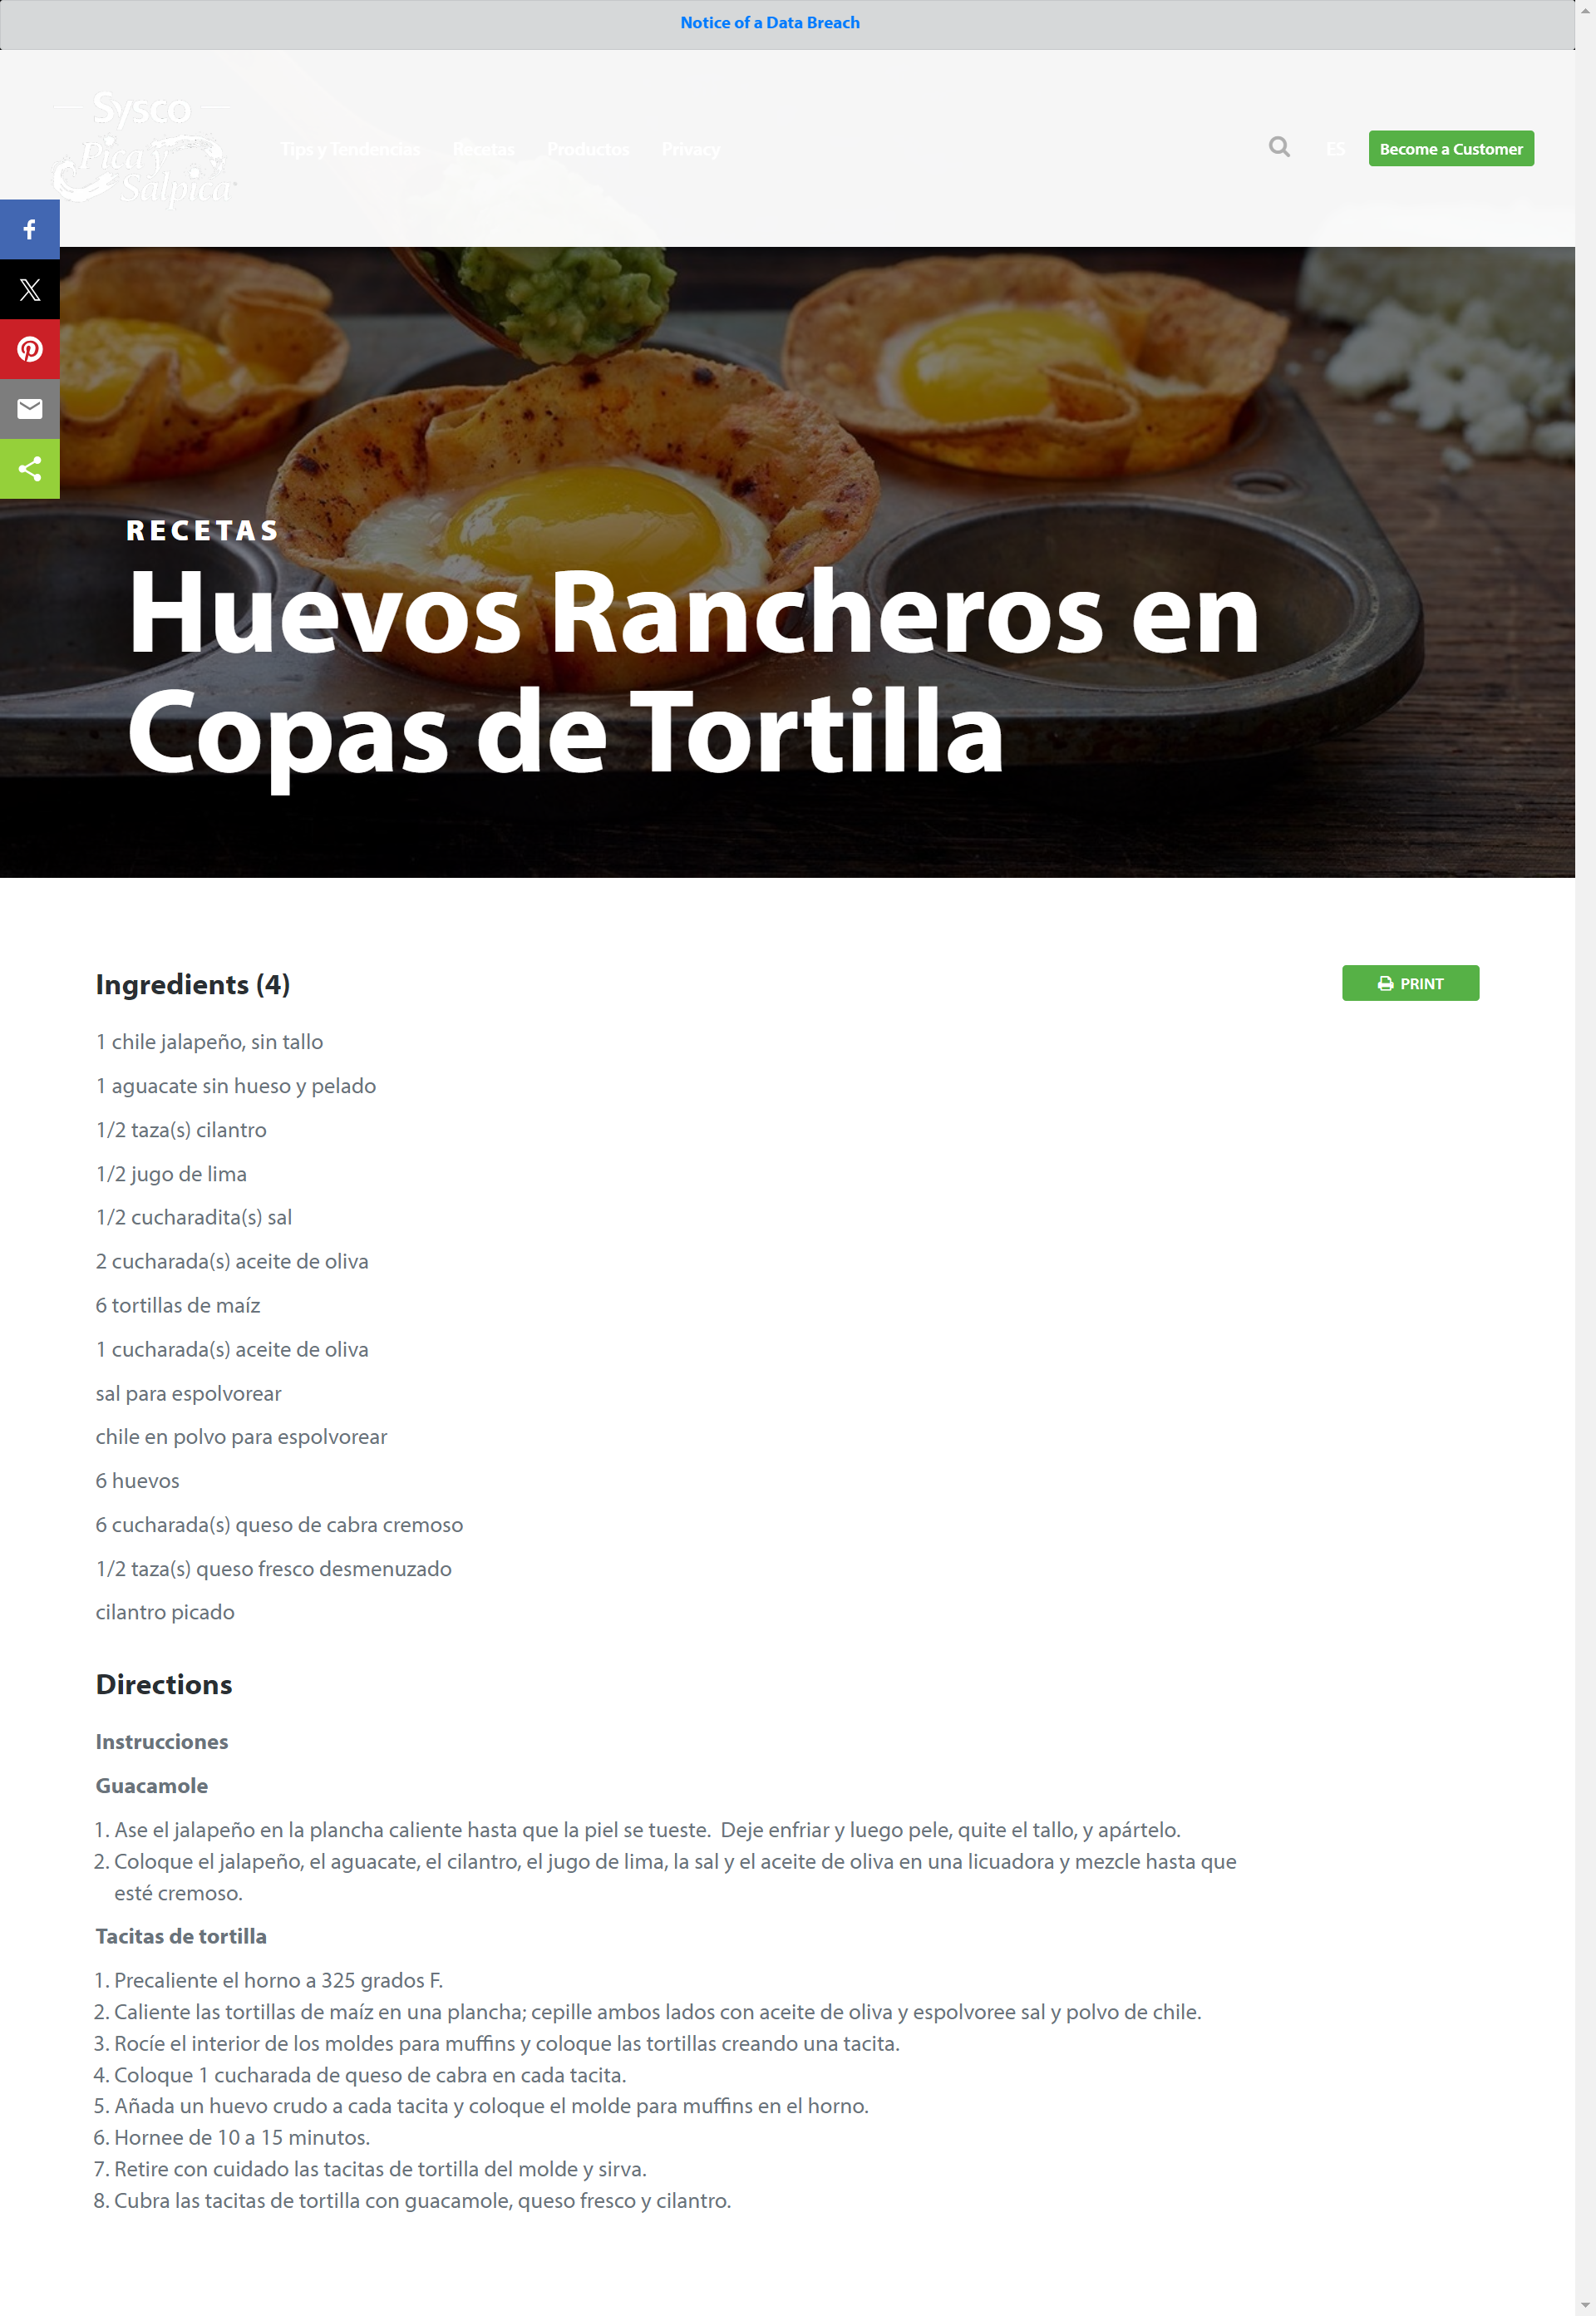 Notice of a Data Breach
Sysco
Pica y
Salpica
Tips y Tendencias
Recetas
Productos
Privacy
ES
Become a Customer
RECETAS
Huevos Rancheros en
Copas de Tortilla
Ingredients (4)
PRINT
1 chile jalapeño, sin tallo
1 aguacate sin hueso y pelado
1/2 taza(s) cilantro
1/2 jugo de lima
1/2 cucharadita(s) sal
2 cucharada(s) aceite de oliva
6 tortillas de maíz
1 cucharada(s) aceite de oliva
sal para espolvorear
chile en polvo para espolvorear
6 huevos
6 cucharada(s) queso de cabra cremoso
1/2 taza(s) queso fresco desmenuzado
cilantro picado
Directions
Instrucciones
Guacamole
1. Ase el jalapeño en la plancha caliente hasta que la piel se tueste.  Deje enfriar y luego pele, quite el tallo, y apártelo.
2. Coloque el jalapeño, el aguacate, el cilantro, el jugo de lima, la sal y el aceite de oliva en una licuadora y mezcle hasta que
esté cremoso.
Tacitas de tortilla
1. Precaliente el horno a 325 grados F.
2. Caliente las tortillas de maíz en una plancha; cepille ambos lados con aceite de oliva y espolvoree sal y polvo de chile.
3. Rocíe el interior de los moldes para muffins y coloque las tortillas creando una tacita.
4. Coloque 1 cucharada de queso de cabra en cada tacita.
5. Añada un huevo crudo a cada tacita y coloque el molde para muffins en el horno.
6. Hornee de 10 a 15 minutos.
7. Retire con cuidado las tacitas de tortilla del molde y sirva.
8. Cubra las tacitas de tortilla con guacamole, queso fresco y cilantro.